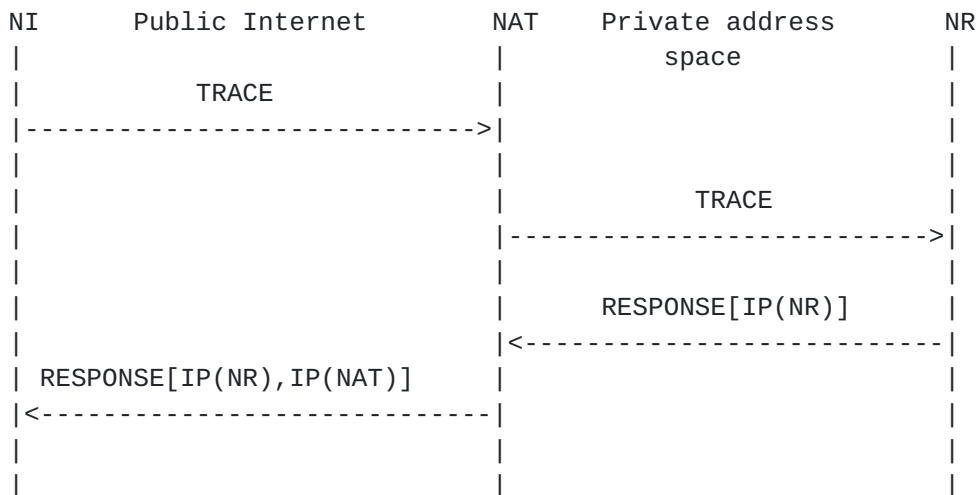 NI Public Internet NAT Private address NR
space
TRACE
TRACE
RESPONSE[IP(NR)]
RESPONSE[IP(NR),IP(NAT)]